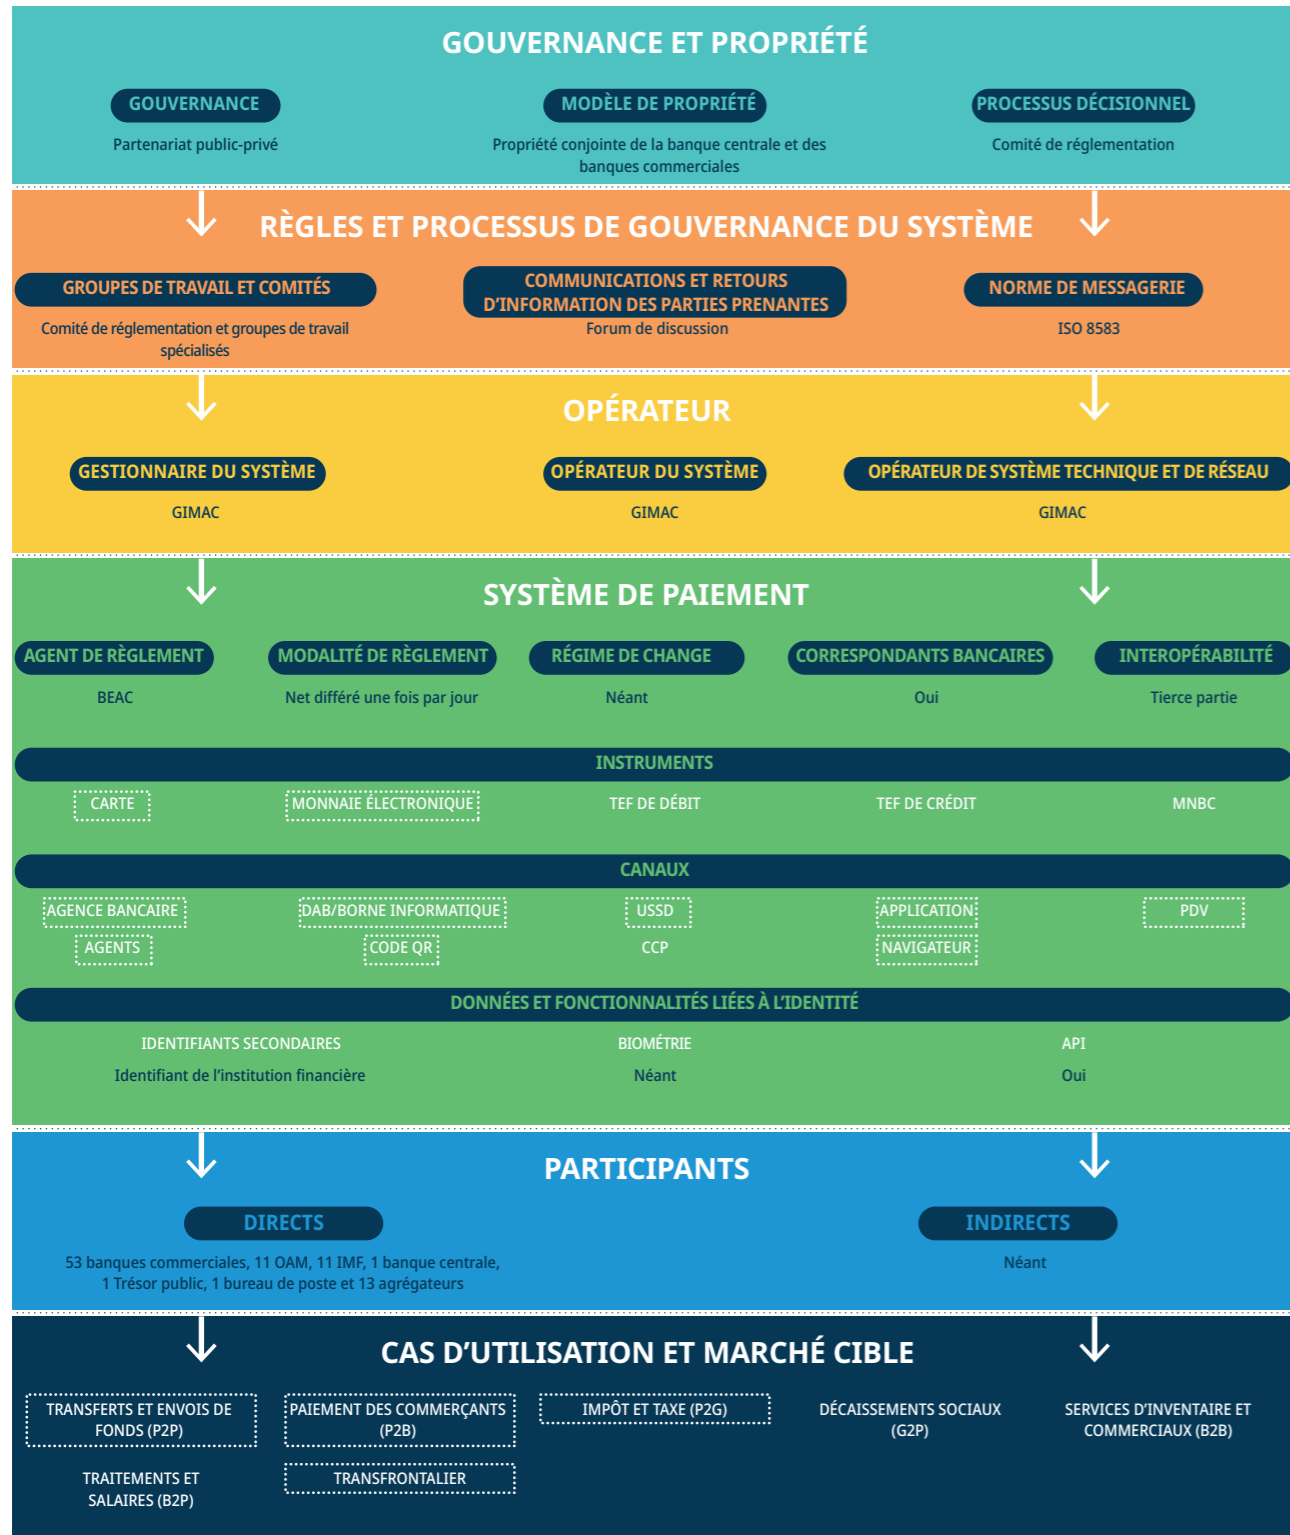 GOUVERNANCE ET PROPRIÉTÉ
GOUVERNANCE
MODÈLE DE PROPRIÉTÉ
PROCESSUS DÉCISIONNEL
Partenariat public-privé
Propriété conjointe de la banque centrale et des
banques commerciales
Comité de réglementation
RÈGLES ET PROCESSUS DE GOUVERNANCE DU SYSTÈME
GROUPES DE TRAVAIL ET COMITÉS
COMMUNICATIONS ET RETOURS
D’INFORMATION DES PARTIES PRENANTES
NORME DE MESSAGERIE
Comité de réglementation et groupes de travail
spécialisés
Forum de discussion
ISO 8583
OPÉRATEUR
GESTIONNAIRE DU SYSTÈME
OPÉRATEUR DU SYSTÈME
OPÉRATEUR DE SYSTÈME TECHNIQUE ET DE RÉSEAU
GIMAC
GIMAC
GIMAC
SYSTÈME DE PAIEMENT
AGENT DE RÈGLEMENT
MODALITÉ DE RÈGLEMENT
RÉGIME DE CHANGE
CORRESPONDANTS BANCAIRES
INTEROPÉRABILITÉ
BEAC
Net différé une fois par jour
Néant
Oui
Tierce partie
INSTRUMENTS
CARTE
MONNAIE ÉLECTRONIQUE
TEF DE DÉBIT
TEF DE CRÉDIT
MNBC
CANAUX
AGENCE BANCAIRE
DAB/BORNE INFORMATIQUE
USSD
APPLICATION
PDV
AGENTS
CODE QR
CCP
NAVIGATEUR
DONNÉES ET FONCTIONNALITÉS LIÉES À L’IDENTITÉ
IDENTIFIANTS SECONDAIRES
BIOMÉTRIE
API
Identifiant de l’institution financière
Néant
Oui
PARTICIPANTS
DIRECTS
INDIRECTS
53 banques commerciales, 11 OAM, 11 IMF, 1 banque centrale,
1 Trésor public, 1 bureau de poste et 13 agrégateurs
Néant
CAS D’UTILISATION ET MARCHÉ CIBLE
TRANSFERTS ET ENVOIS DE
FONDS (P2P)
PAIEMENT DES COMMERÇANTS
(P2B)
IMPÔT ET TAXE (P2G)
DÉCAISSEMENTS SOCIAUX
(G2P)
SERVICES D’INVENTAIRE ET
COMMERCIAUX (B2B)
TRAITEMENTS ET
SALAIRES (B2P)
TRANSFRONTALIER